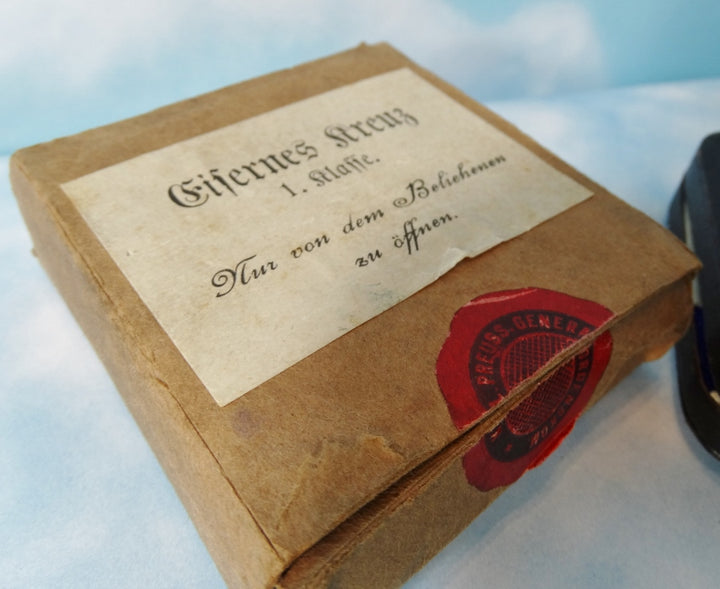 Eisernes Kreuz
1. Klasse.
Nur von dem Beliehenen
zu öffnen.
PREUSS. GENERAL